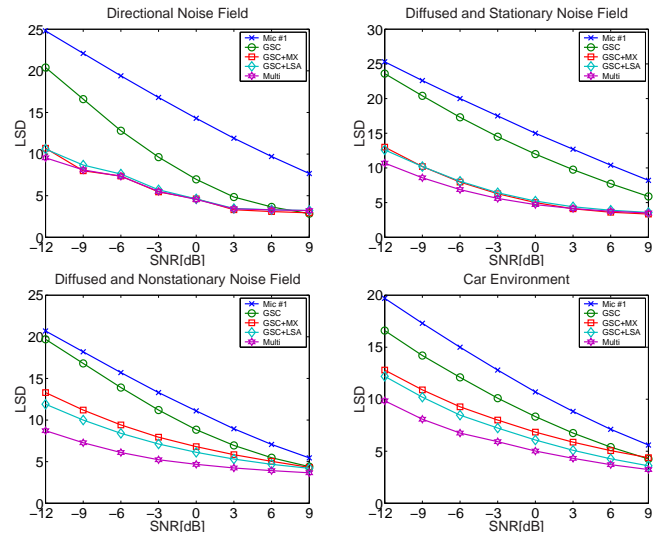 Directional Noise Field
Diffused and Stationary Noise Field
25
20
15
10
5
0
LSD
Mic #1
GSC
GSC+MX
GSC+LSA
Multi
−12 −9 −6 −3 0 3 6 9
SNR[dB]
30
25
20
15
10
5
0
LSD
Mic #1
GSC
GSC+MX
GSC+LSA
Multi
−12 −9 −6 −3 0 3 6 9
SNR[dB]
Diffused and Nonstationary Noise Field
Car Environment
25
20
15
10
5
0
LSD
Mic #1
GSC
GSC+MX
GSC+LSA
Multi
−12 −9 −6 −3 0 3 6 9
SNR[dB]
20
15
10
5
0
LSD
Mic #1
GSC
GSC+MX
GSC+LSA
Multi
−12 −9 −6 −3 0 3 6 9
SNR[dB]